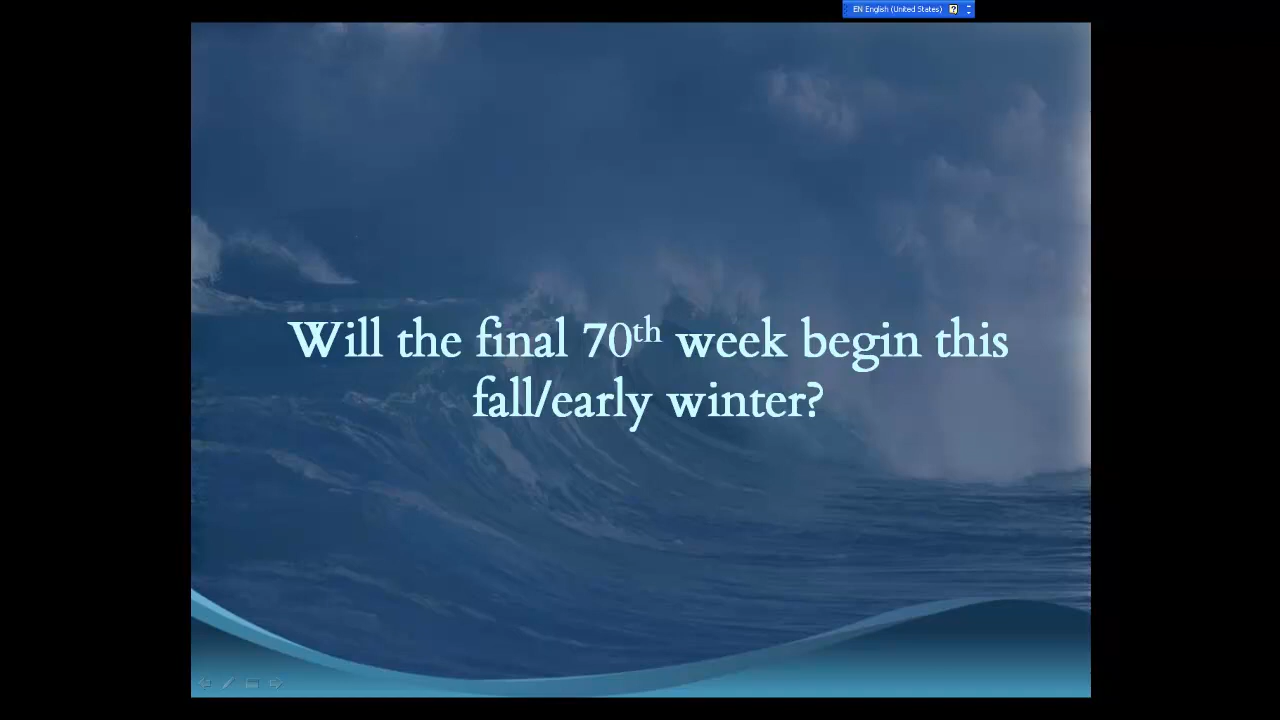 EN English (United States) ?
Will the final 70th week begin this
fall/early winter?